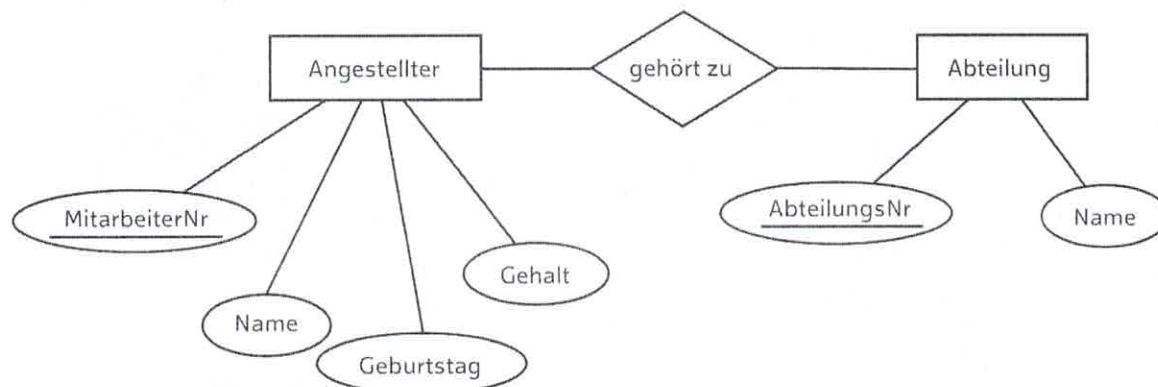 Angestellter
gehört zu
Abteilung
MitarbeiterNr
Name
Geburtstag
Gehalt
AbteilungsNr
Name